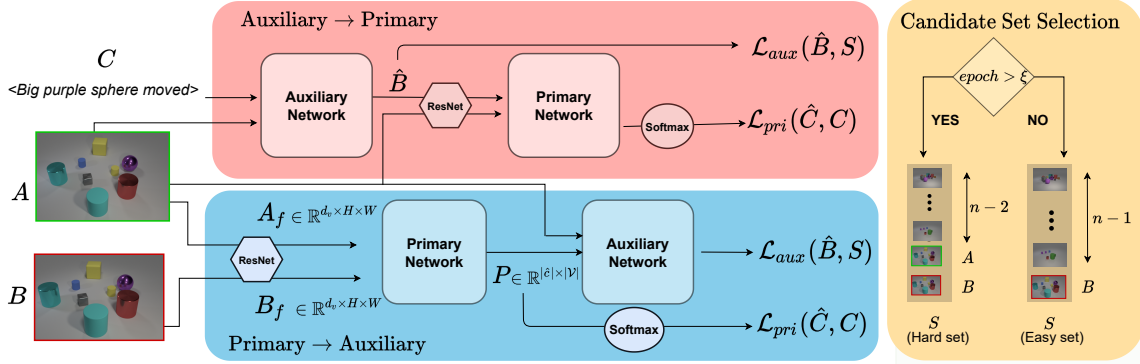 Auxiliary → Primary
C
<Big purple sphere moved>
A
B
Auxiliary
Network
B̂
ResNet
Primary
Network
Softmax
ℒ_aux(B̂, S)
ℒ_pri(Ĉ, C)
A_f ∈ ℝ^{d_v×H×W}
ResNet
B_f ∈ ℝ^{d_v×H×W}
Primary
Network
P ∈ ℝ^{|ĉ|×|𝒱|}
Auxiliary
Network
Softmax
ℒ_aux(B̂, S)
ℒ_pri(Ĉ, C)
Primary → Auxiliary
Candidate Set Selection
epoch > ξ
YES
NO
n − 2
A
B
n − 1
B
S
(Hard set)
S
(Easy set)